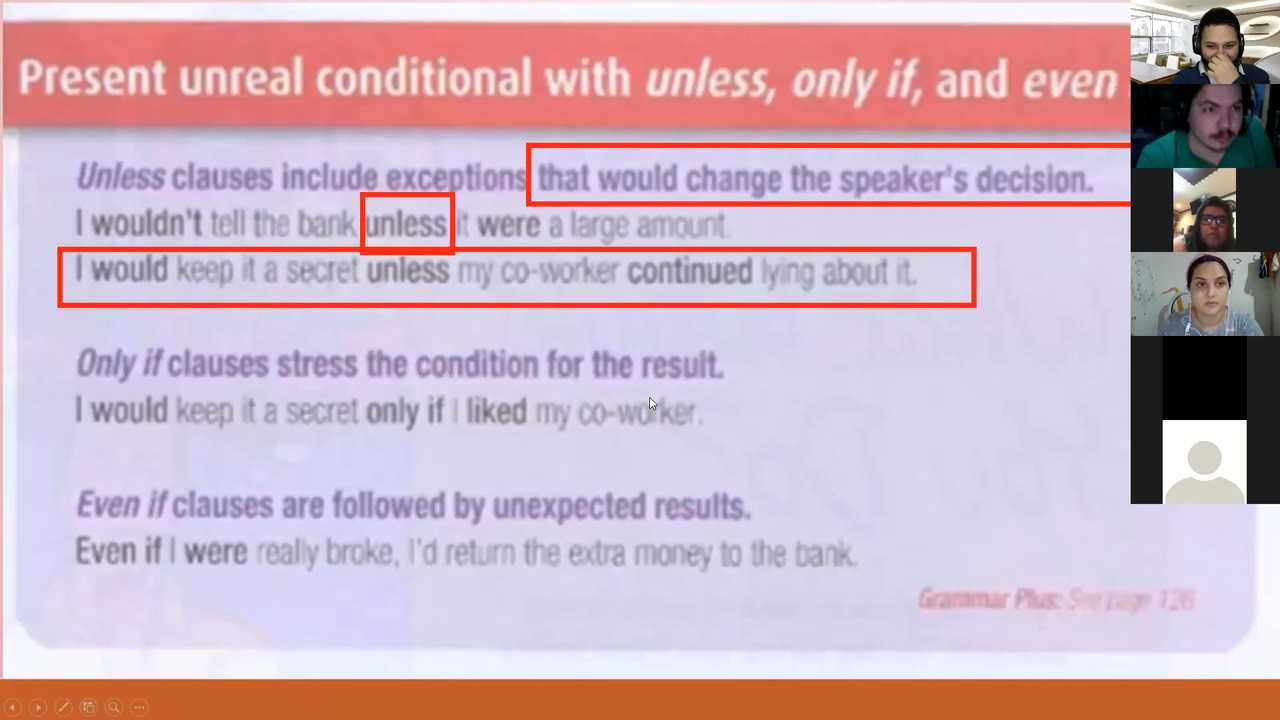 Present unreal conditional with unless, only if, and even
Unless clauses include exceptions that would change the speaker's decision.
I wouldn't tell the bank unless it were a large amount.
I would keep it a secret unless my co-worker continued lying about it.
Only if clauses stress the condition for the result.
I would keep it a secret only if I liked my co-worker.
Even if clauses are followed by unexpected results.
Even if I were really broke, I'd return the extra money to the bank.
Grammar Plus: See page 126